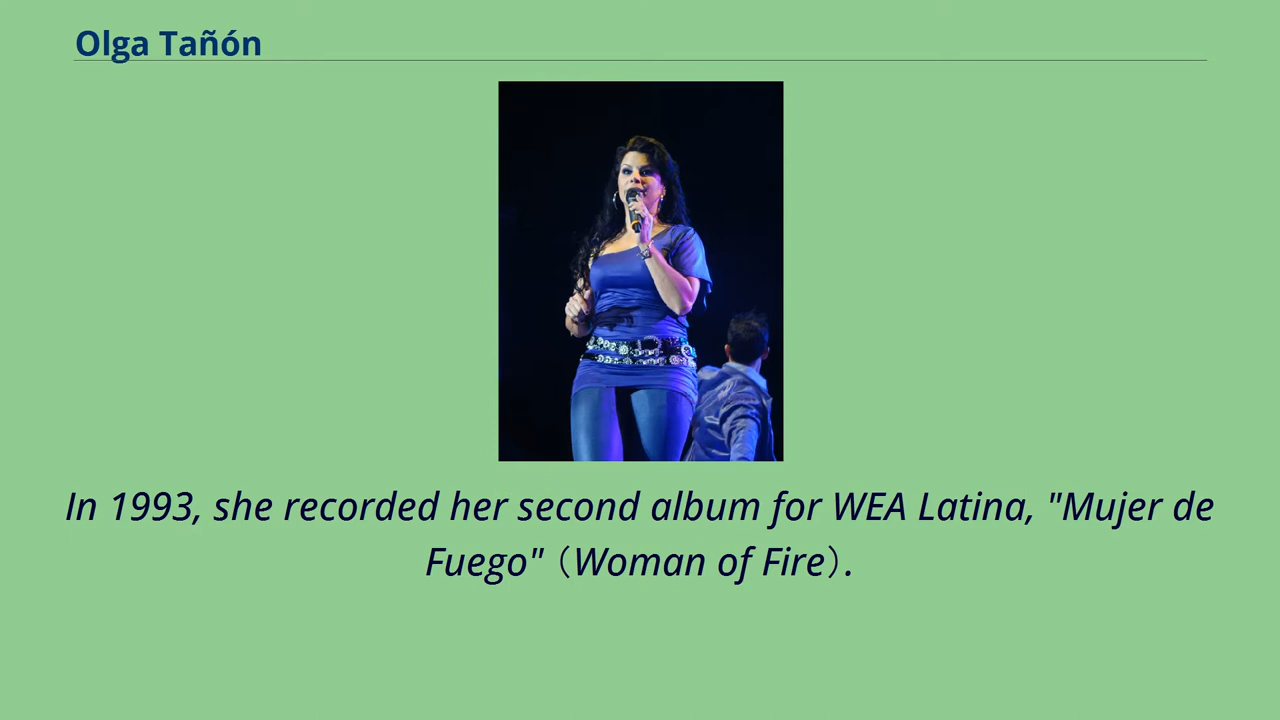 Olga Tañón
In 1993, she recorded her second album for WEA Latina, "Mujer de
Fuego" (Woman of Fire).